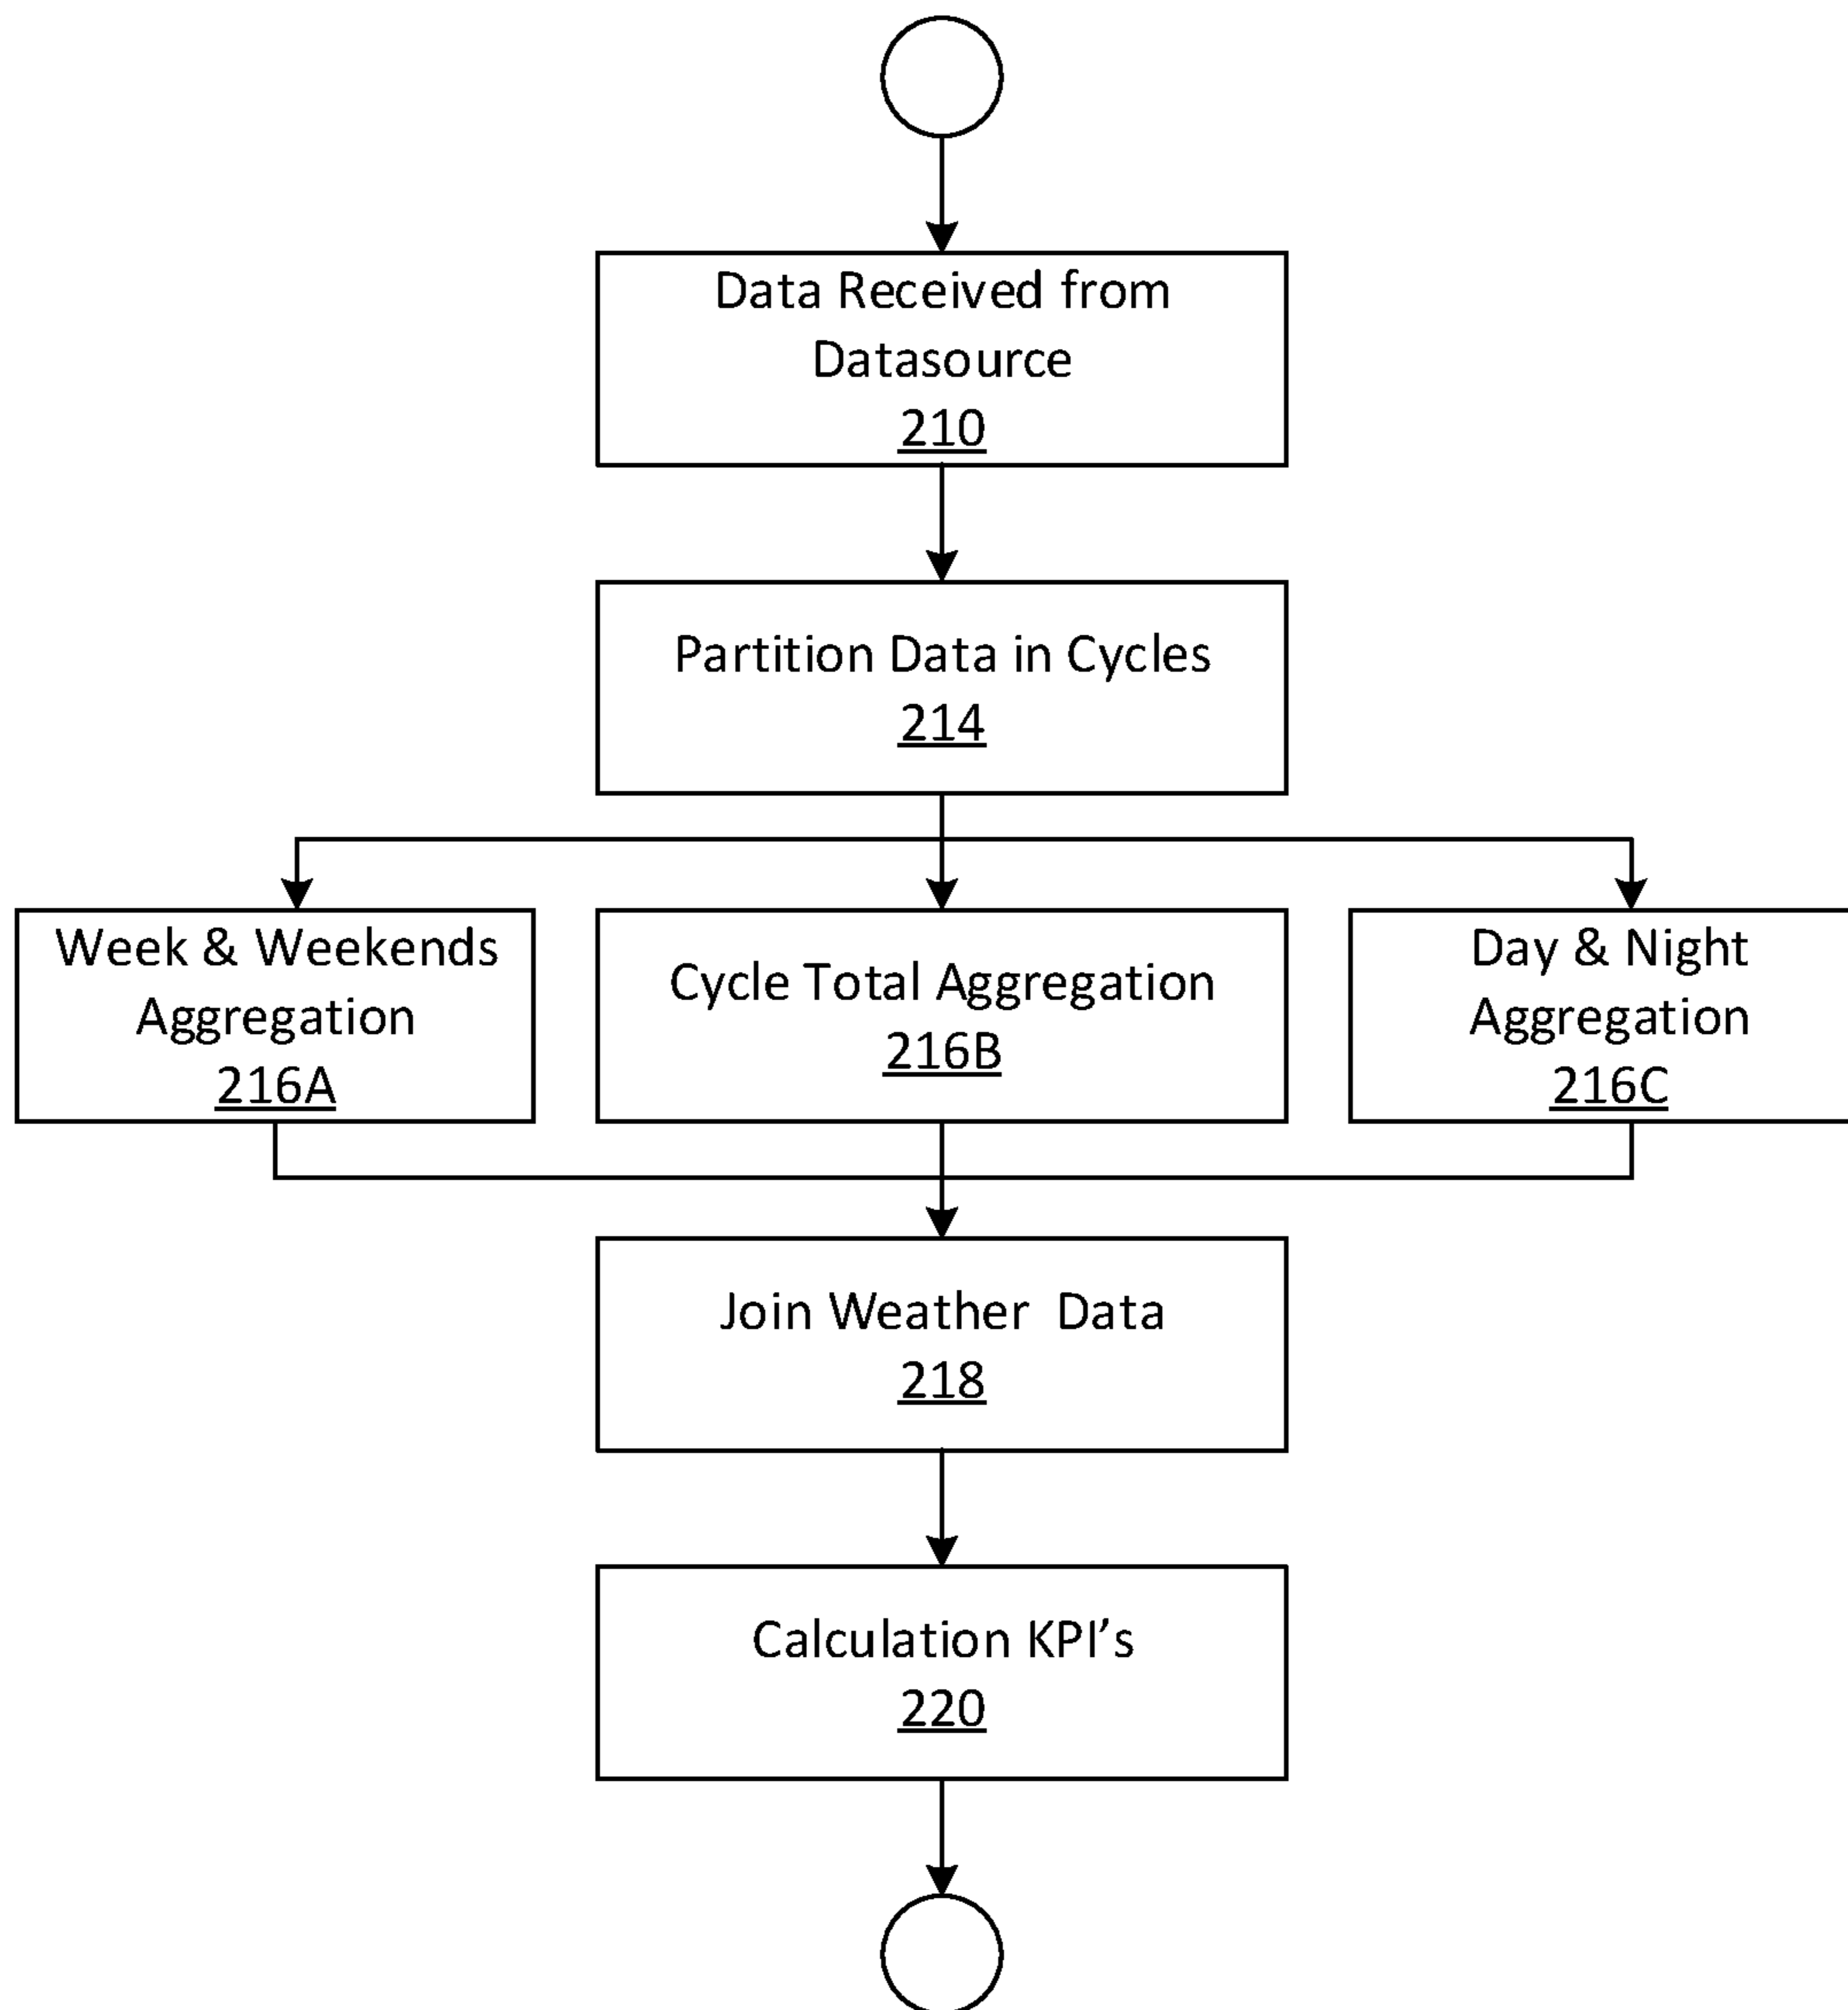 Data Received from
Datasource
210
Partition Data in Cycles
214
Week & Weekends
Aggregation
216A
Cycle Total Aggregation
216B
Day & Night
Aggregation
216C
Join Weather Data
218
Calculation KPI's
220